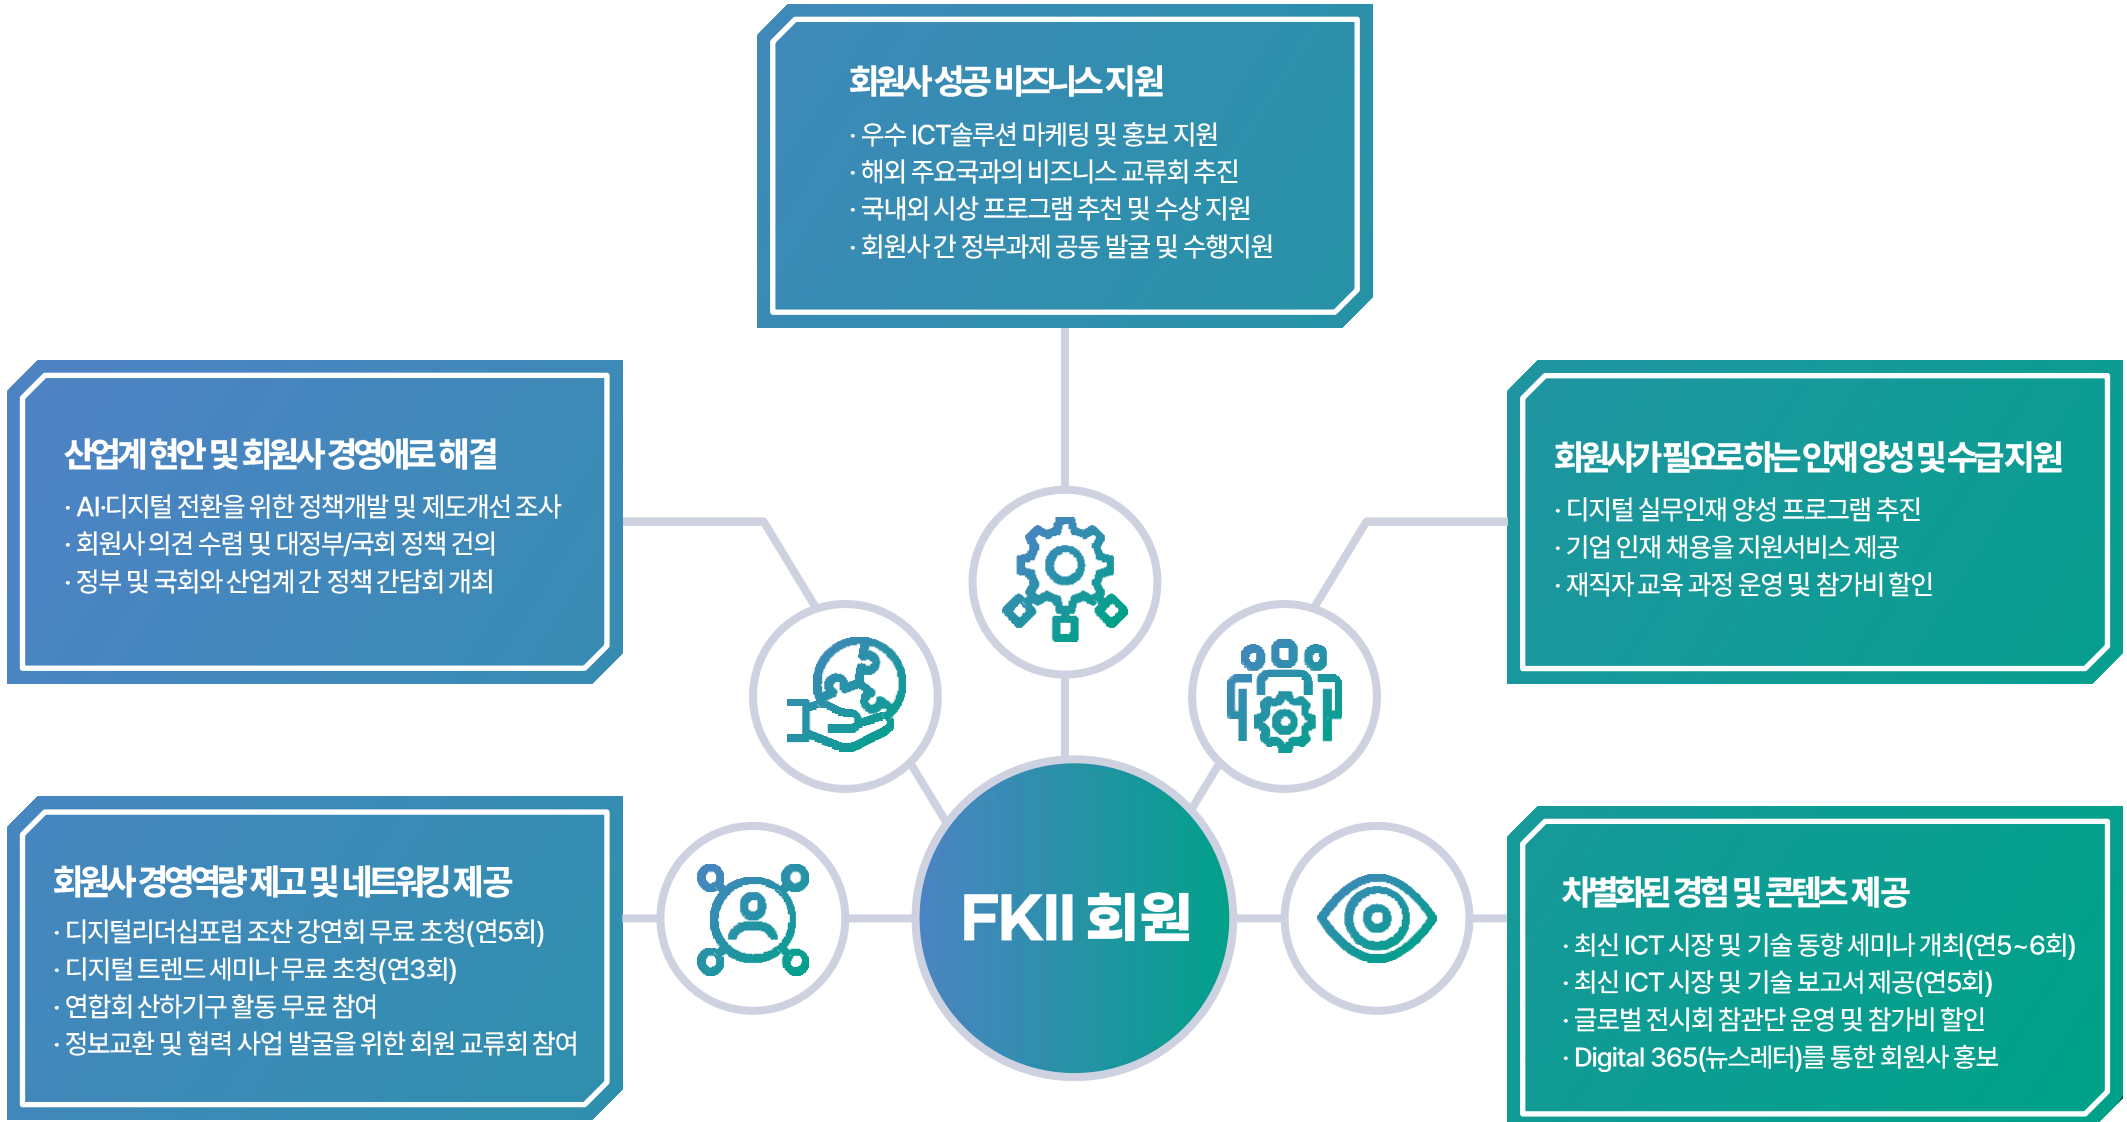 회원사 성공 비즈니스 지원
· 우수 ICT솔루션 마케팅 및 홍보 지원
· 해외 주요국과의 비즈니스 교류회 추진
· 국내외 시상 프로그램 추천 및 수상 지원
· 회원사 간 정부과제 공동 발굴 및 수행지원
산업계 현안 및 회원사 경영애로 해결
· AI·디지털 전환을 위한 정책개발 및 제도개선 조사
· 회원사 의견 수렴 및 대정부/국회 정책 건의
· 정부 및 국회와 산업계 간 정책 간담회 개최
회원사가 필요로 하는 인재 양성 및 수급 지원
· 디지털 실무인재 양성 프로그램 추진
· 기업 인재 채용을 지원서비스 제공
· 재직자 교육 과정 운영 및 참가비 할인
회원사 경영역량 제고 및 네트워킹 제공
· 디지털리더십포럼 조찬 강연회 무료 초청(연5회)
· 디지털 트렌드 세미나 무료 초청(연3회)
· 연합회 산하기구 활동 무료 참여
· 정보교환 및 협력 사업 발굴을 위한 회원 교류회 참여
FKII 회원
차별화된 경험 및 콘텐츠 제공
· 최신 ICT 시장 및 기술 동향 세미나 개최(연5~6회)
· 최신 ICT 시장 및 기술 보고서 제공(연5회)
· 글로벌 전시회 참관단 운영 및 참가비 할인
· Digital 365(뉴스레터)를 통한 회원사 홍보